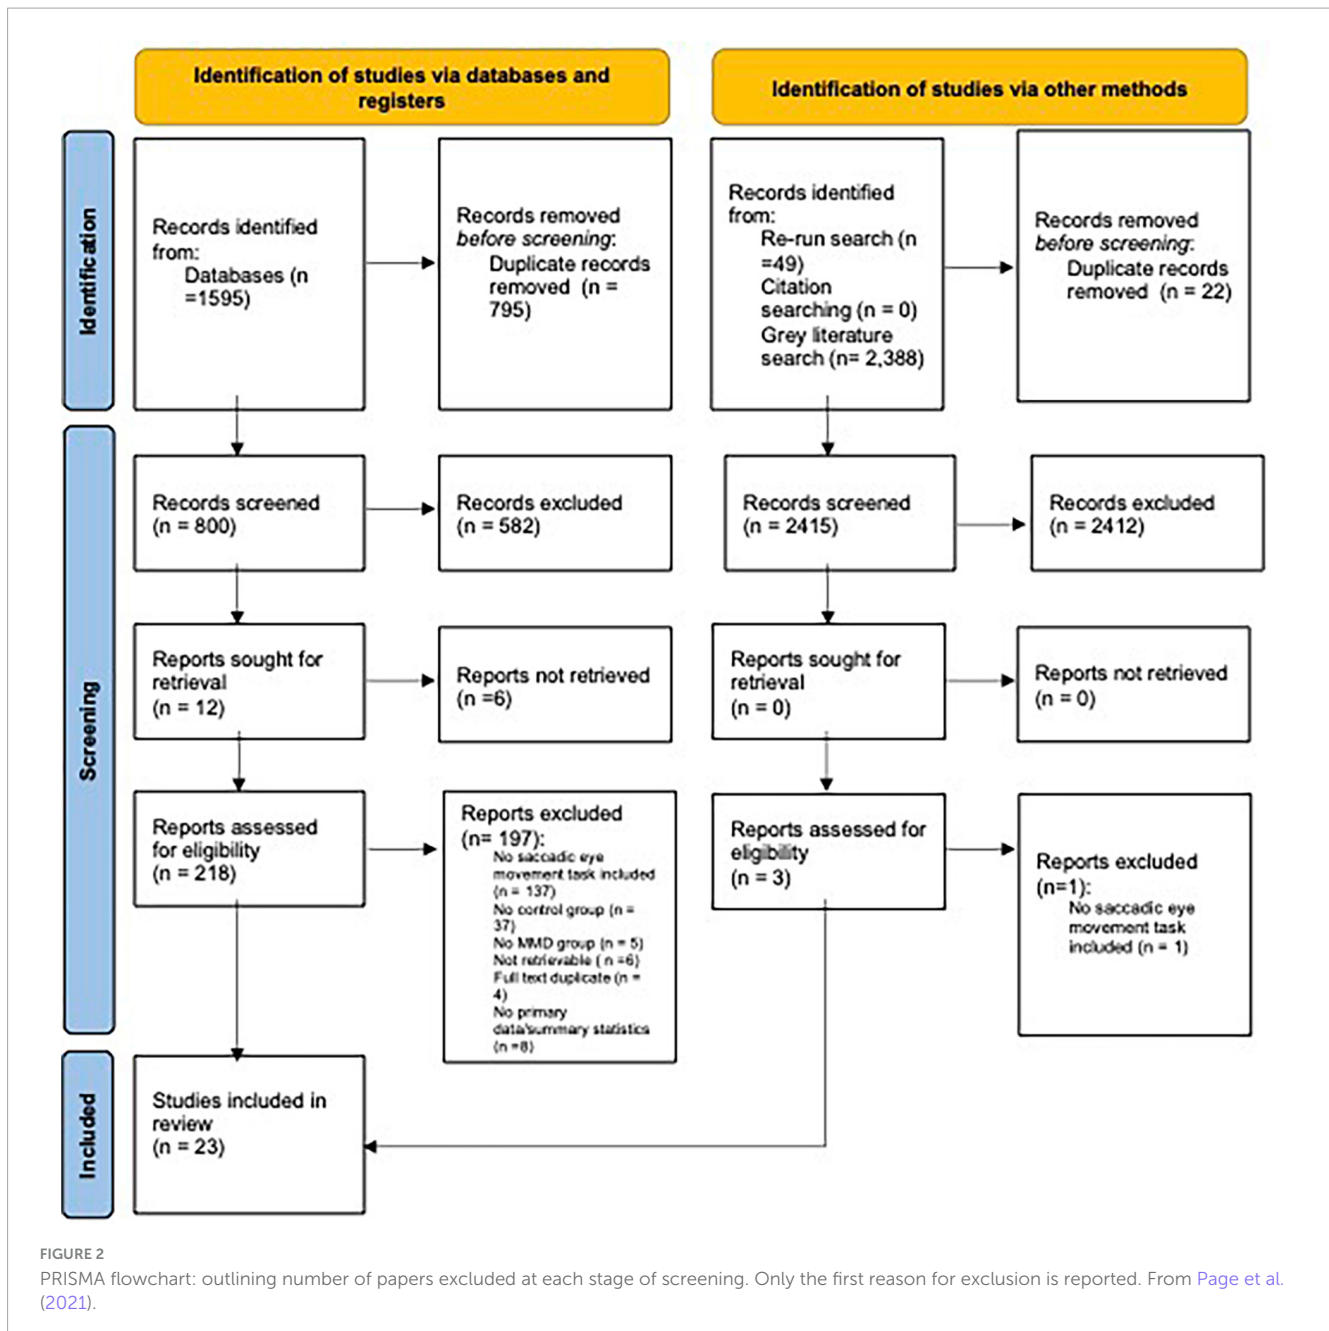 Identification of studies via databases and
registers
Identification of studies via other methods
Identification
Records identified
from:
Databases (n
=1595)
Records removed
before screening:
Duplicate records
removed (n =
795)
Records identified
from:
Re-run search (n
=49)
Citation
searching (n = 0)
Grey literature
search (n= 2,388)
Records removed
before screening:
Duplicate records
removed (n = 22)
Screening
Records screened
(n = 800)
Records excluded
(n = 582)
Records screened
(n = 2415)
Records excluded
(n = 2412)
Reports sought for
retrieval
(n = 12)
Reports not retrieved
(n =6)
Reports sought for
retrieval
(n = 0)
Reports not retrieved
(n = 0)
Reports assessed
for eligibility
(n = 218)
Reports excluded
(n= 197):
No saccadic eye
movement task included
(n = 137)
No control group (n =
37)
No MMD group (n = 5)
Not retrievable ( n =6)
Full text duplicate (n =
4)
No primary
data/summary statistics
(n =8)
Reports assessed for
eligibility
(n = 3)
Reports excluded
(n=1):
No saccadic eye
movement task
included (n = 1)
Included
Studies included in
review
(n = 23)
FIGURE 2
PRISMA flowchart: outlining number of papers excluded at each stage of screening. Only the first reason for exclusion is reported. From Page et al.
(2021).